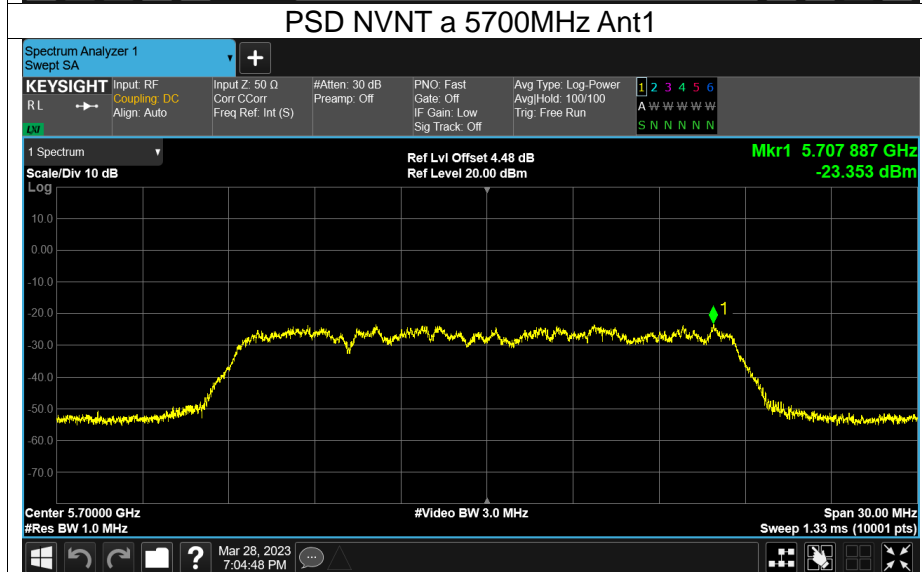 PSD NVNT a 5700MHz Ant1
Spectrum Analyzer 1
Swept SA
+
KEYSIGHT
R L
LXI
Input: RF
Coupling: DC
Align: Auto
Input Z: 50 Ω
Corr CCorr
Freq Ref: Int (S)
#Atten: 30 dB
Preamp: Off
PNO: Fast
Gate: Off
IF Gain: Low
Sig Track: Off
Avg Type: Log-Power
Avg|Hold: 100/100
Trig: Free Run
1 2 3 4 5 6
A W W W W W
S N N N N N
1 Spectrum
Scale/Div 10 dB
Log
Ref Lvl Offset 4.48 dB
Ref Level 20.00 dBm
Mkr1 5.707 887 GHz
-23.353 dBm
10.0
0.00
-10.0
-20.0
-30.0
-40.0
-50.0
-60.0
-70.0
1
Center 5.70000 GHz
#Res BW 1.0 MHz
#Video BW 3.0 MHz
Span 30.00 MHz
Sweep 1.33 ms (10001 pts)
?
Mar 28, 2023
7:04:48 PM